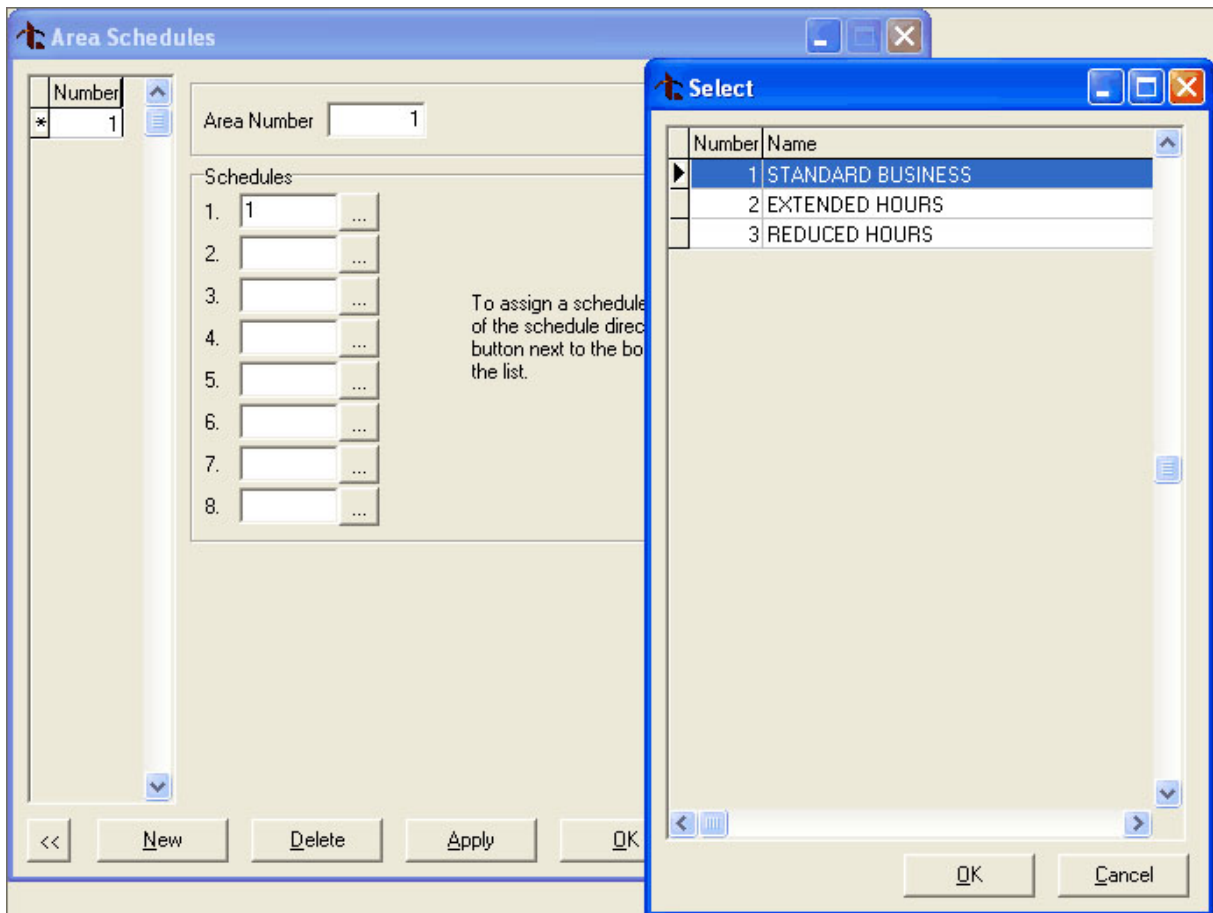 Area Schedules
Number
* 1
Area Number 1
Schedules
1. 1 ...
2. ...
3. ...
4. ...
5. ...
6. ...
7. ...
8. ...
To assign a schedule
of the schedule direc
button next to the bo
the list.
<< New Delete Apply OK
Select
Number Name
1 STANDARD BUSINESS
2 EXTENDED HOURS
3 REDUCED HOURS
OK Cancel